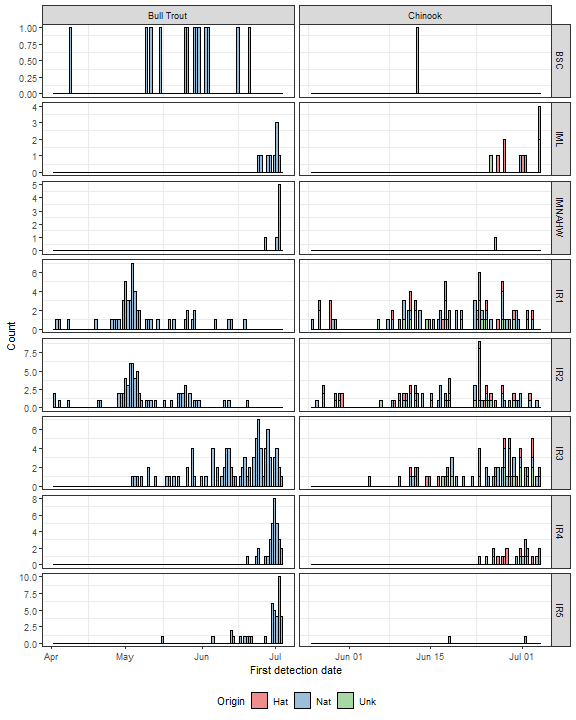 Bull Trout Chinook
1.00
0.75
0.50
0.25
0.00
BSC
4
3
2
1
0
IML
5
4
3
2
1
0
IMNAHW
6
4
2
0
IR1
7.5
5.0
2.5
0.0
IR2
6
4
2
0
IR3
8
6
4
2
0
IR4
10.0
7.5
5.0
2.5
0.0
IR5
Count
Apr May Jun Jul Jun 01 Jun 15 Jul 01
First detection date
Origin Hat Nat Unk